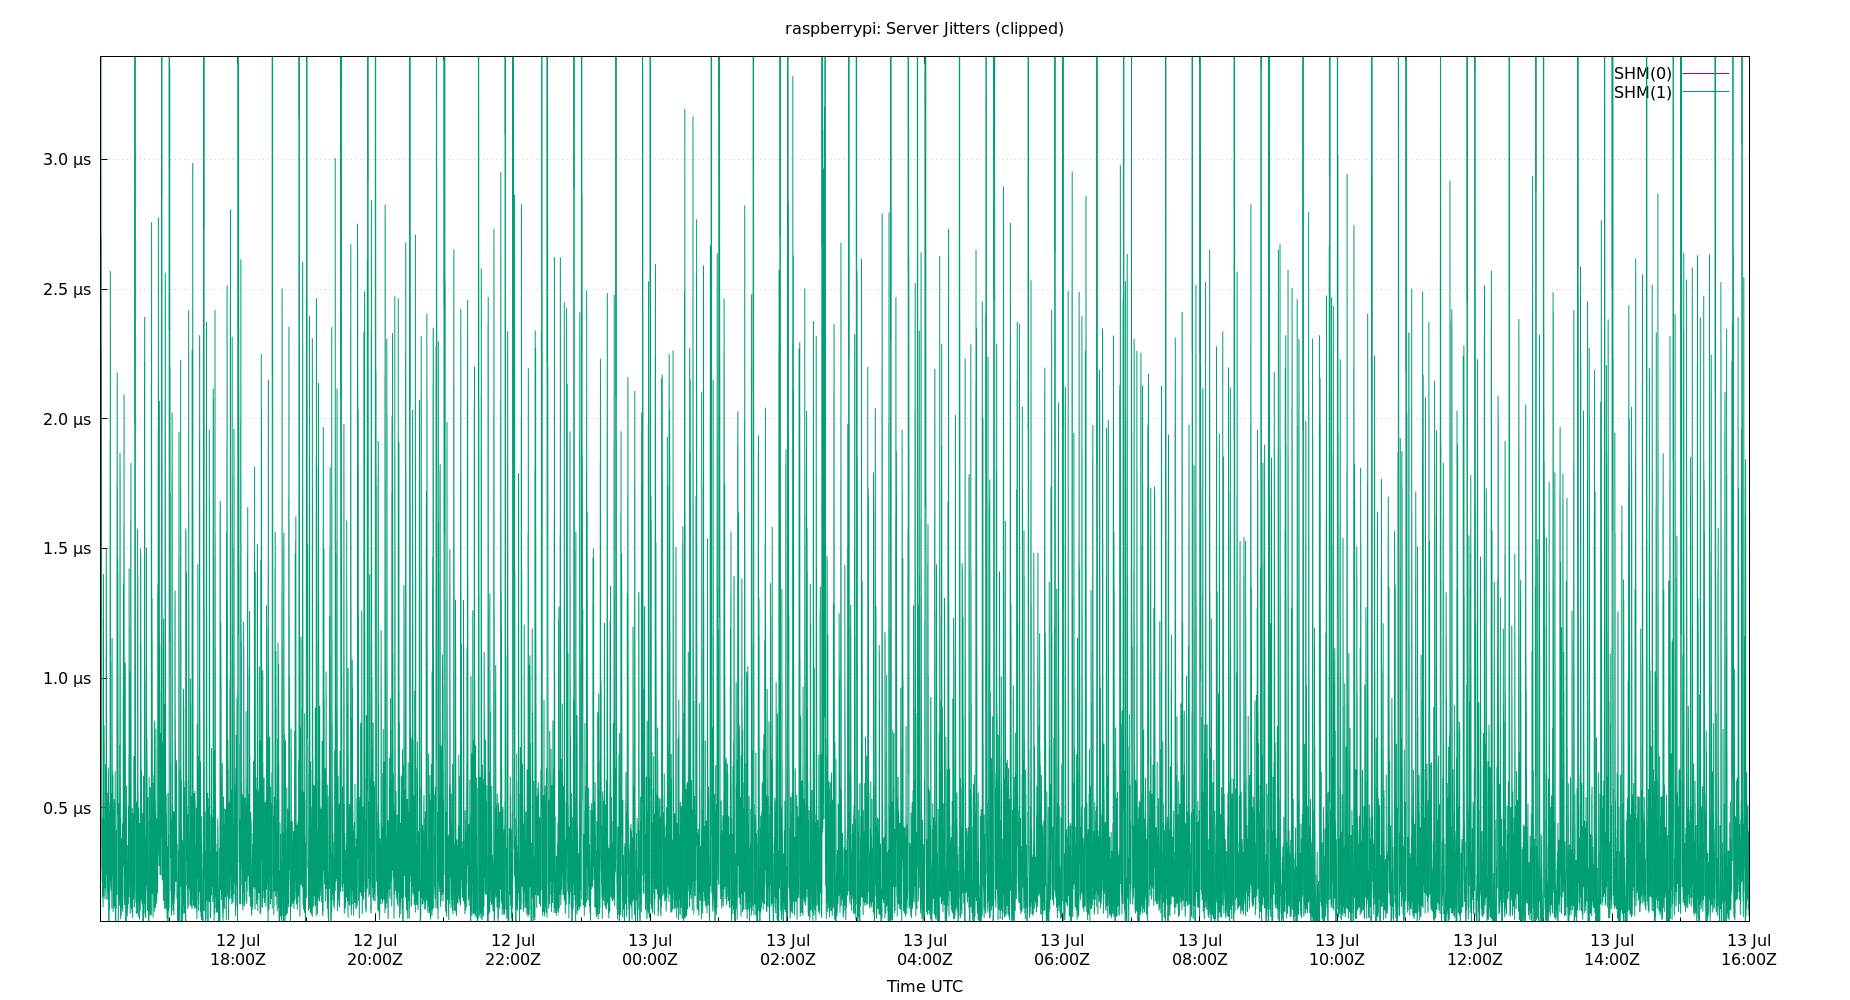 raspberrypi: Server Jitters (clipped)
SHM(0)
SHM(1)
3.0 μs
2.5 μs
2.0 μs
1.5 μs
1.0 μs
0.5 μs
12 Jul 12 Jul 12 Jul 13 Jul 13 Jul 13 Jul 13 Jul 13 Jul 13 Jul 13 Jul 13 Jul 13 Jul
18:00Z 20:00Z 22:00Z 00:00Z 02:00Z 04:00Z 06:00Z 08:00Z 10:00Z 12:00Z 14:00Z 16:00Z
Time UTC